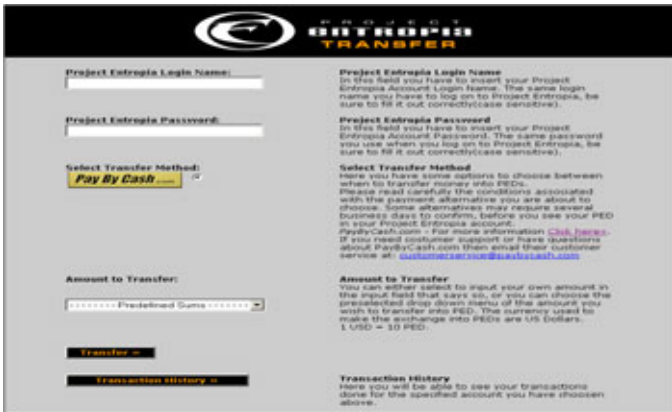 PROJECT
ENTROPIA
TRANSFER
Project Entropia Login Name:
Project Entropia Login Name
In this field you have to insert your Project
Entropia Account Login Name. The same login
name you have to log on to Project Entropia, be
sure to fill it out correctly(case sensitive).
Project Entropia Password:
Project Entropia Password
In this field you have to insert your Project
Entropia Account Password. The same password
you use when you log on to Project Entropia, be
sure to fill it out correctly(case sensitive).
Select Transfer Method:
Pay By Cash .com
Select Transfer Method
Here you have some options to choose between
when to transfer money into PEDs.
Please read carefully the conditions associated
with the payment alternative you are about to
choose. Some alternatives may require several
business days to confirm, before you see your PED
in your Project Entropia account.
PayByCash.com - For more information Click here».
If you need costumer support or have questions
about PayByCash.com then email their customer
service at: customerservice@paybycash.com
Amount to Transfer:
-------Predefined Sums-------
Amount to Transfer
You can either select to input your own amount in
the input field that says so, or you can choose the
preselected drop down menu of the amount you
wish to transfer into PED. The currency used to
make the exchange into PEDs are US Dollars.
1 USD = 10 PED.
Transfer »
Transaction History »
Transaction History
Here you will be able to see your transactions
done for the specified account you have choosen
above.